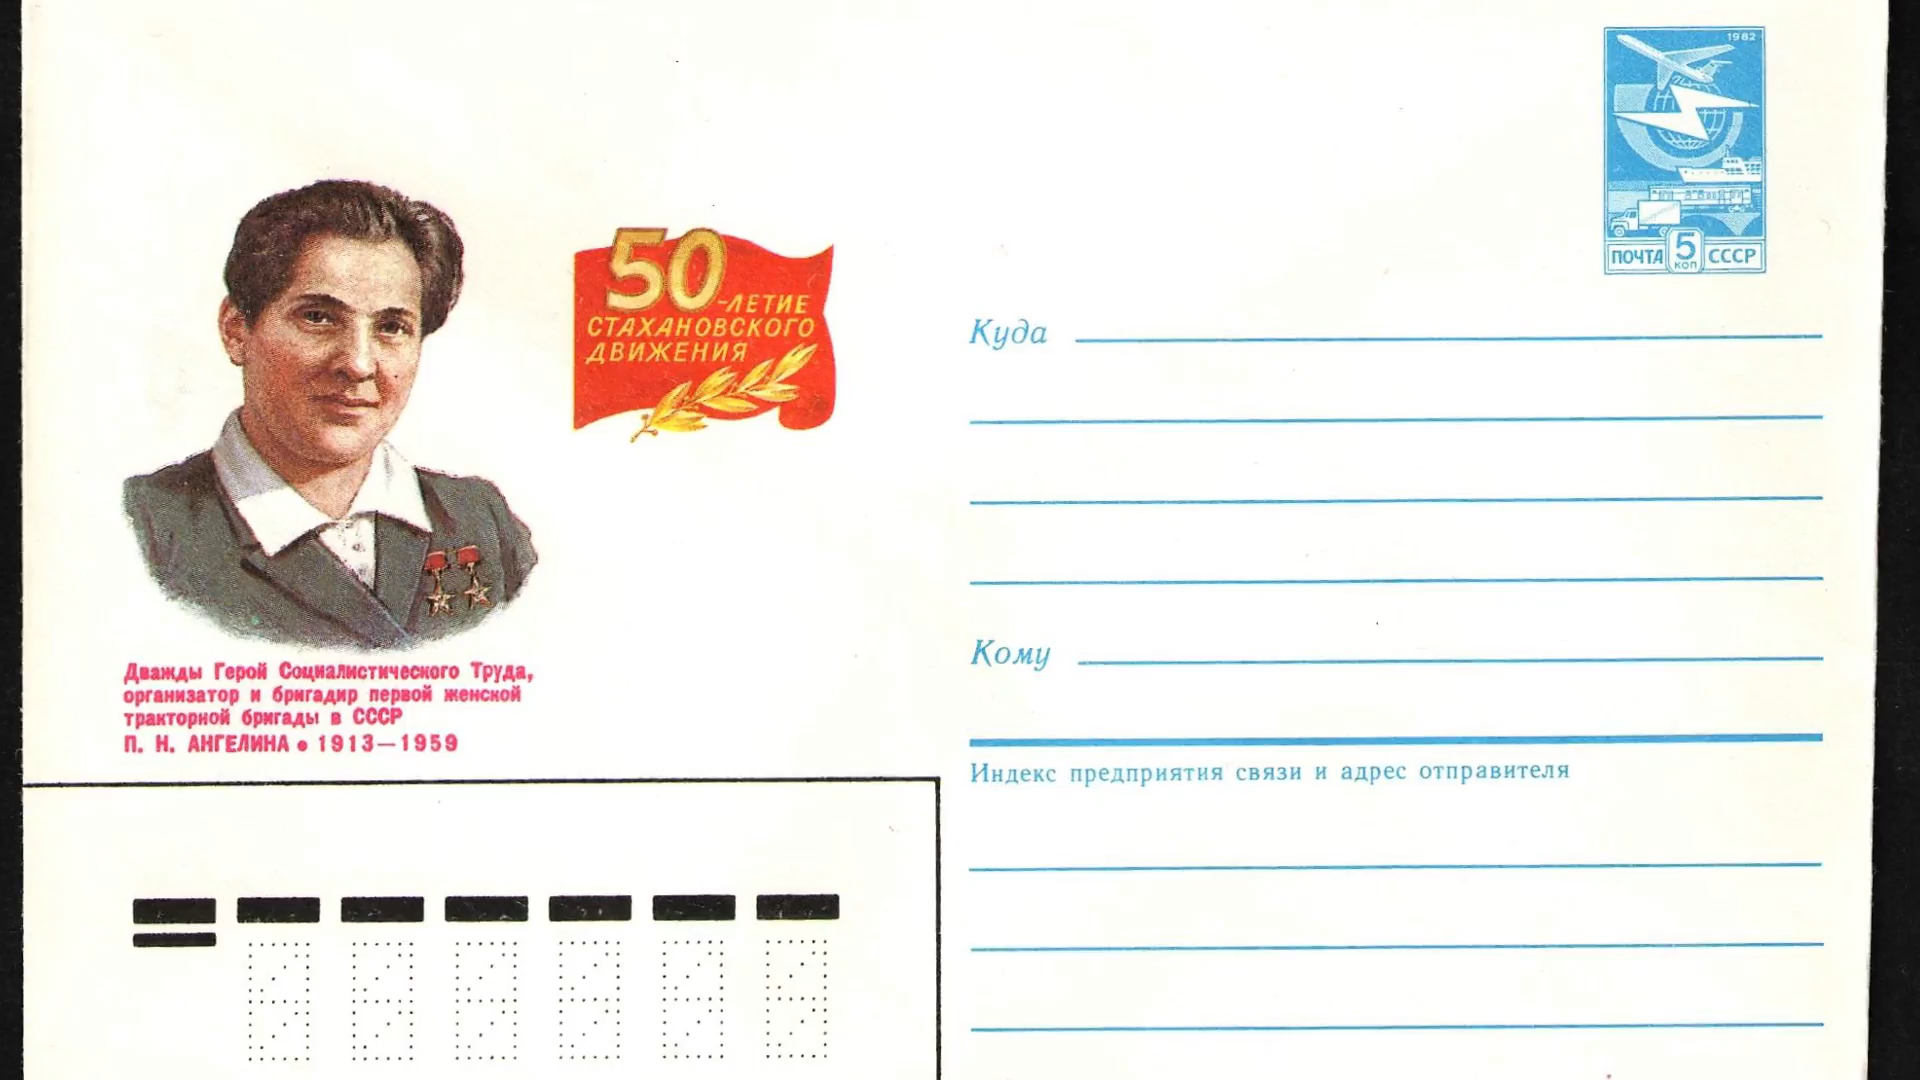 1982
ПОЧТА 5 КОП СССР
50-ЛЕТИЕ
СТАХАНОВСКОГО
ДВИЖЕНИЯ
Куда
Кому
Дважды Герой Социалистического Труда,
организатор и бригадир первой женской
тракторной бригады в СССР
П. Н. АНГЕЛИНА • 1913—1959
Индекс предприятия связи и адрес отправителя